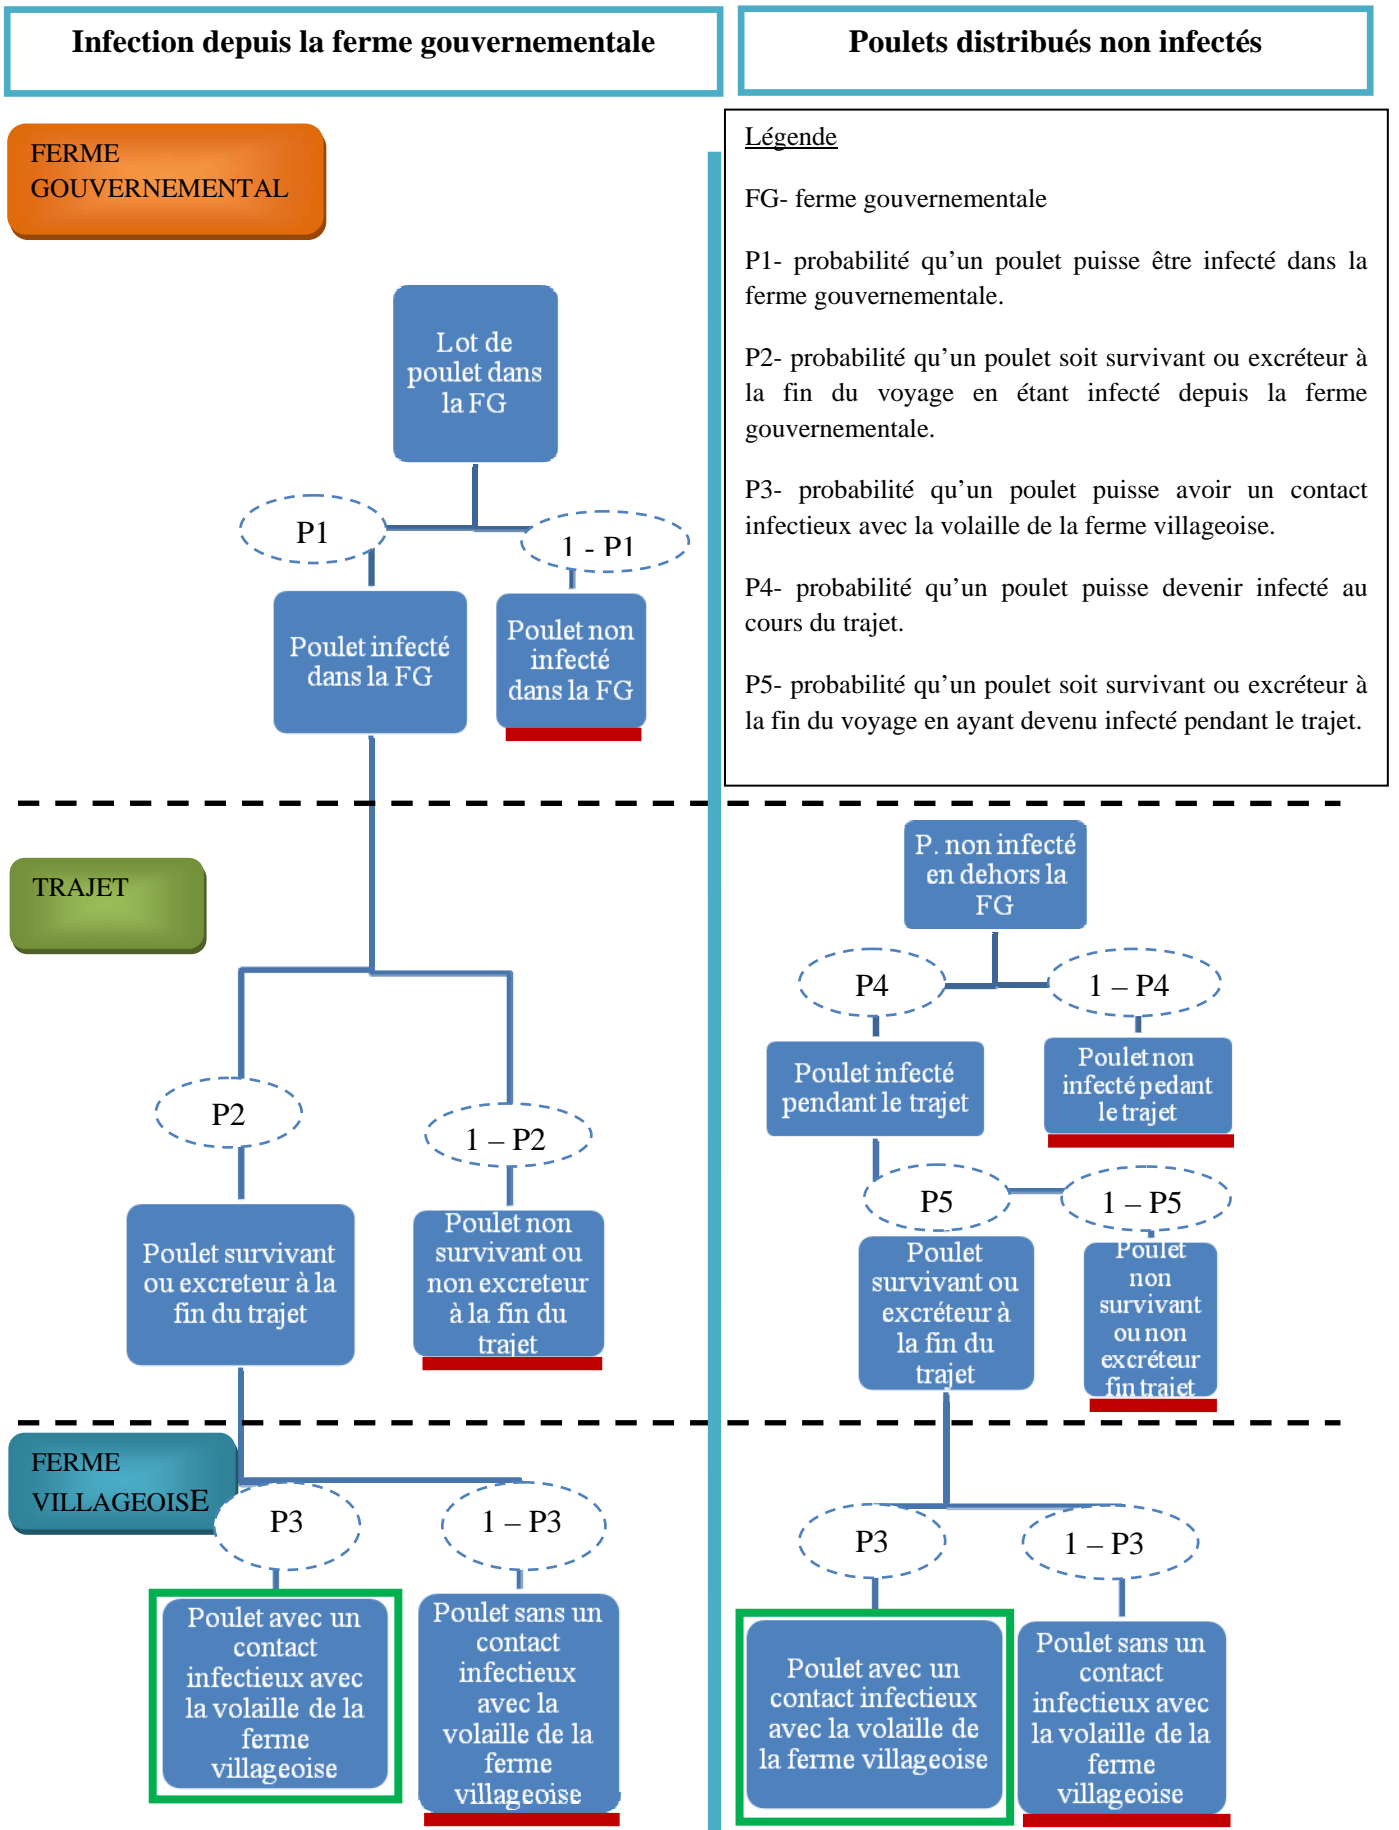 Infection depuis la ferme gouvernementale
Poulets distribués non infectés
FERME
GOUVERNEMENTAL
Légende
FG- ferme gouvernementale
P1- probabilité qu’un poulet puisse être infecté dans la
ferme gouvernementale.
P2- probabilité qu’un poulet soit survivant ou excréteur à
la fin du voyage en étant infecté depuis la ferme
gouvernementale.
P3- probabilité qu’un poulet puisse avoir un contact
infectieux avec la volaille de la ferme villageoise.
P4- probabilité qu’un poulet puisse devenir infecté au
cours du trajet.
P5- probabilité qu’un poulet soit survivant ou excréteur à
la fin du voyage en ayant devenu infecté pendant le trajet.
Lot de
poulet dans
la FG
P1
1 - P1
Poulet infecté
dans la FG
Poulet non
infecté
dans la FG
TRAJET
P2
1 – P2
Poulet survivant
ou excreteur à la
fin du trajet
Poulet non
survivant ou
non excreteur
à la fin du
trajet
P. non infecté
en dehors la
FG
P4
1 – P4
Poulet infecté
pendant le trajet
Poulet non
infecté pedant
le trajet
P5
1 – P5
Poulet
survivant ou
excréteur à
la fin du
trajet
Poulet
non
survivant
ou non
excréteur
fin trajet
FERME
VILLAGEOISE
P3
1 – P3
Poulet avec un
contact
infectieux avec
la volaille de la
ferme
villageoise
Poulet sans un
contact
infectieux
avec la
volaille de la
ferme
villageoise
P3
1 – P3
Poulet avec un
contact infectieux
avec la volaille de
la ferme villageoise
Poulet sans un
contact
infectieux avec
la volaille de la
ferme
villageoise